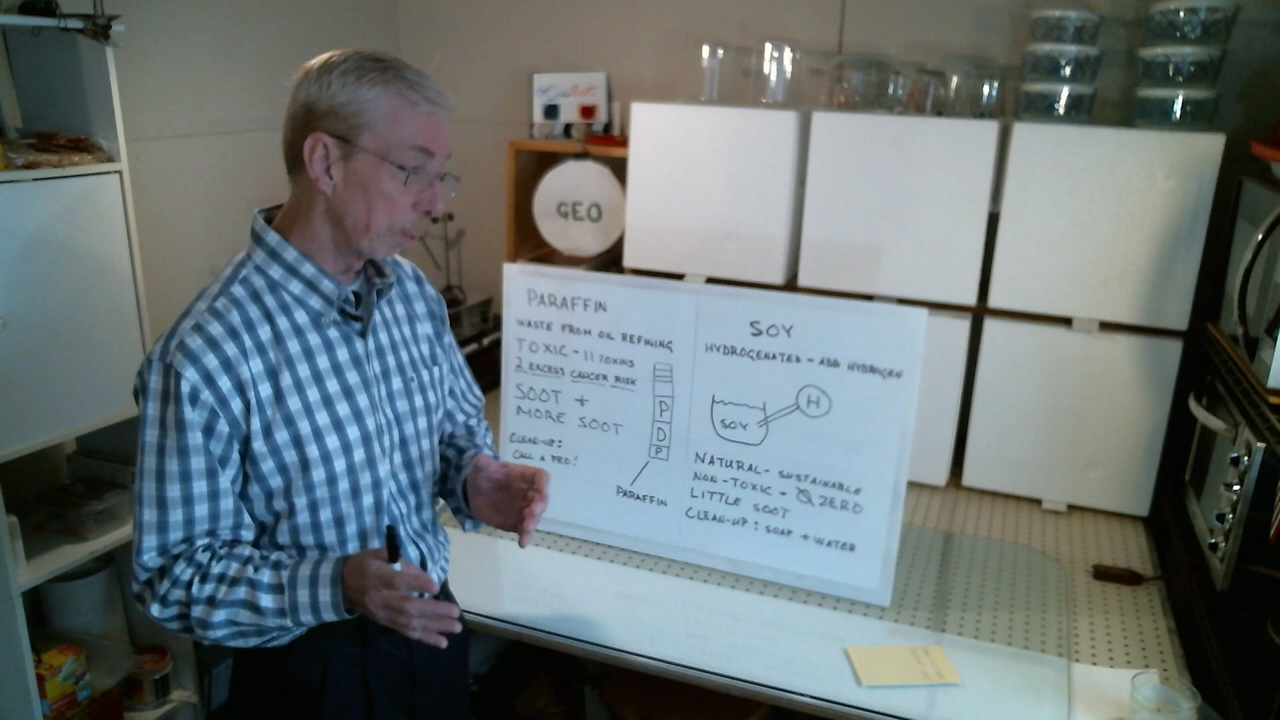 GEO
PARAFFIN
WASTE FROM OIL REFINING
TOXIC - 11 TOXINS
2 EXCESS CANCER RISK
SOOT +
MORE SOOT
CLEAN-UP:
CALL A PRO!
P
D
P
PARAFFIN
SOY
HYDROGENATED - ADD HYDROGEN
H
SOY
NATURAL - SUSTAINABLE
NON-TOXIC - ZERO
LITTLE SOOT
CLEAN-UP: SOAP + WATER